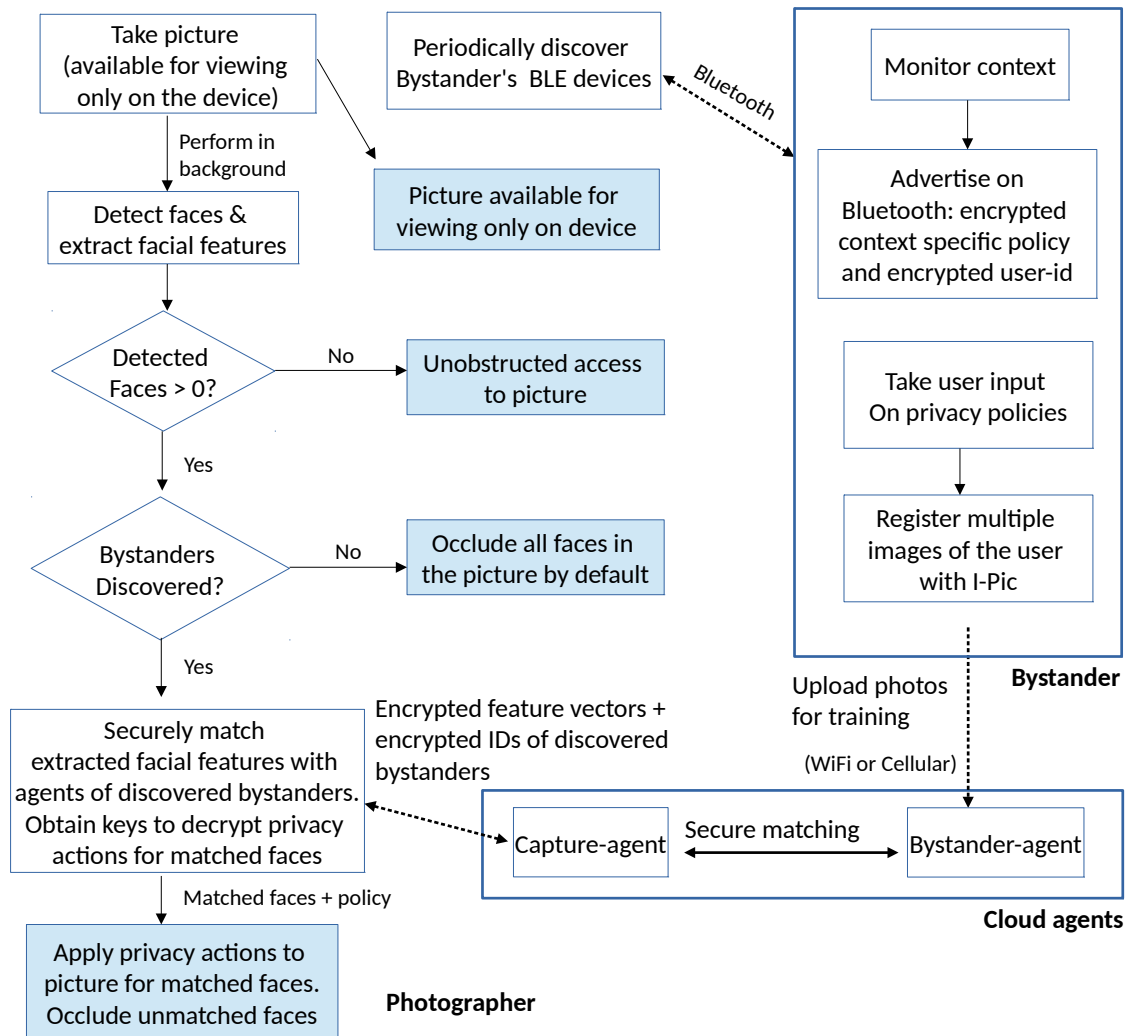 Take picture
(available for viewing
only on the device)
Perform in
background
Detect faces &
extract facial features
Detected
Faces > 0?
No
Unobstructed access
to picture
Yes
Bystanders
Discovered?
No
Occlude all faces in
the picture by default
Yes
Securely match
extracted facial features with
agents of discovered bystanders.
Obtain keys to decrypt privacy
actions for matched faces
Matched faces + policy
Apply privacy actions to
picture for matched faces.
Occlude unmatched faces
Photographer
Periodically discover
Bystander's BLE devices
Bluetooth
Picture available for
viewing only on device
Monitor context
Advertise on
Bluetooth: encrypted
context specific policy
and encrypted user-id
Take user input
On privacy policies
Register multiple
images of the user
with I-Pic
Bystander
Upload photos
for training
(WiFi or Cellular)
Encrypted feature vectors +
encrypted IDs of discovered
bystanders
Capture-agent
Secure matching
Bystander-agent
Cloud agents